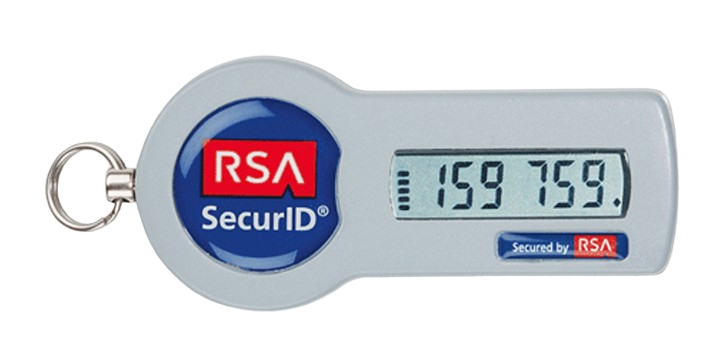 RSA
SecurID®
159 759.
Secured by RSA